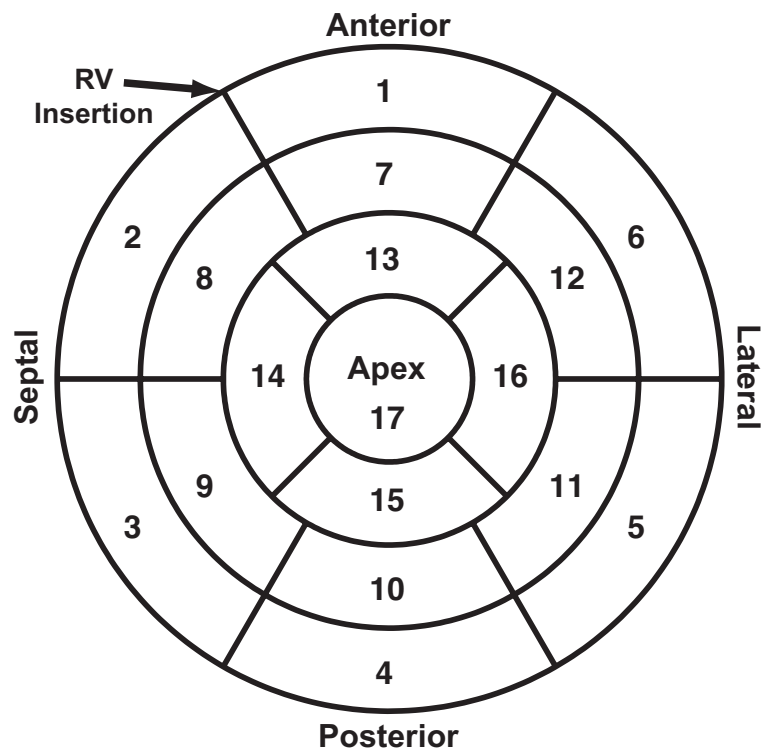 Anterior
RV
Insertion
1
7
2
6
8
13
12
Septal
14
Apex
17
16
Lateral
9
15
11
3
5
10
4
Posterior